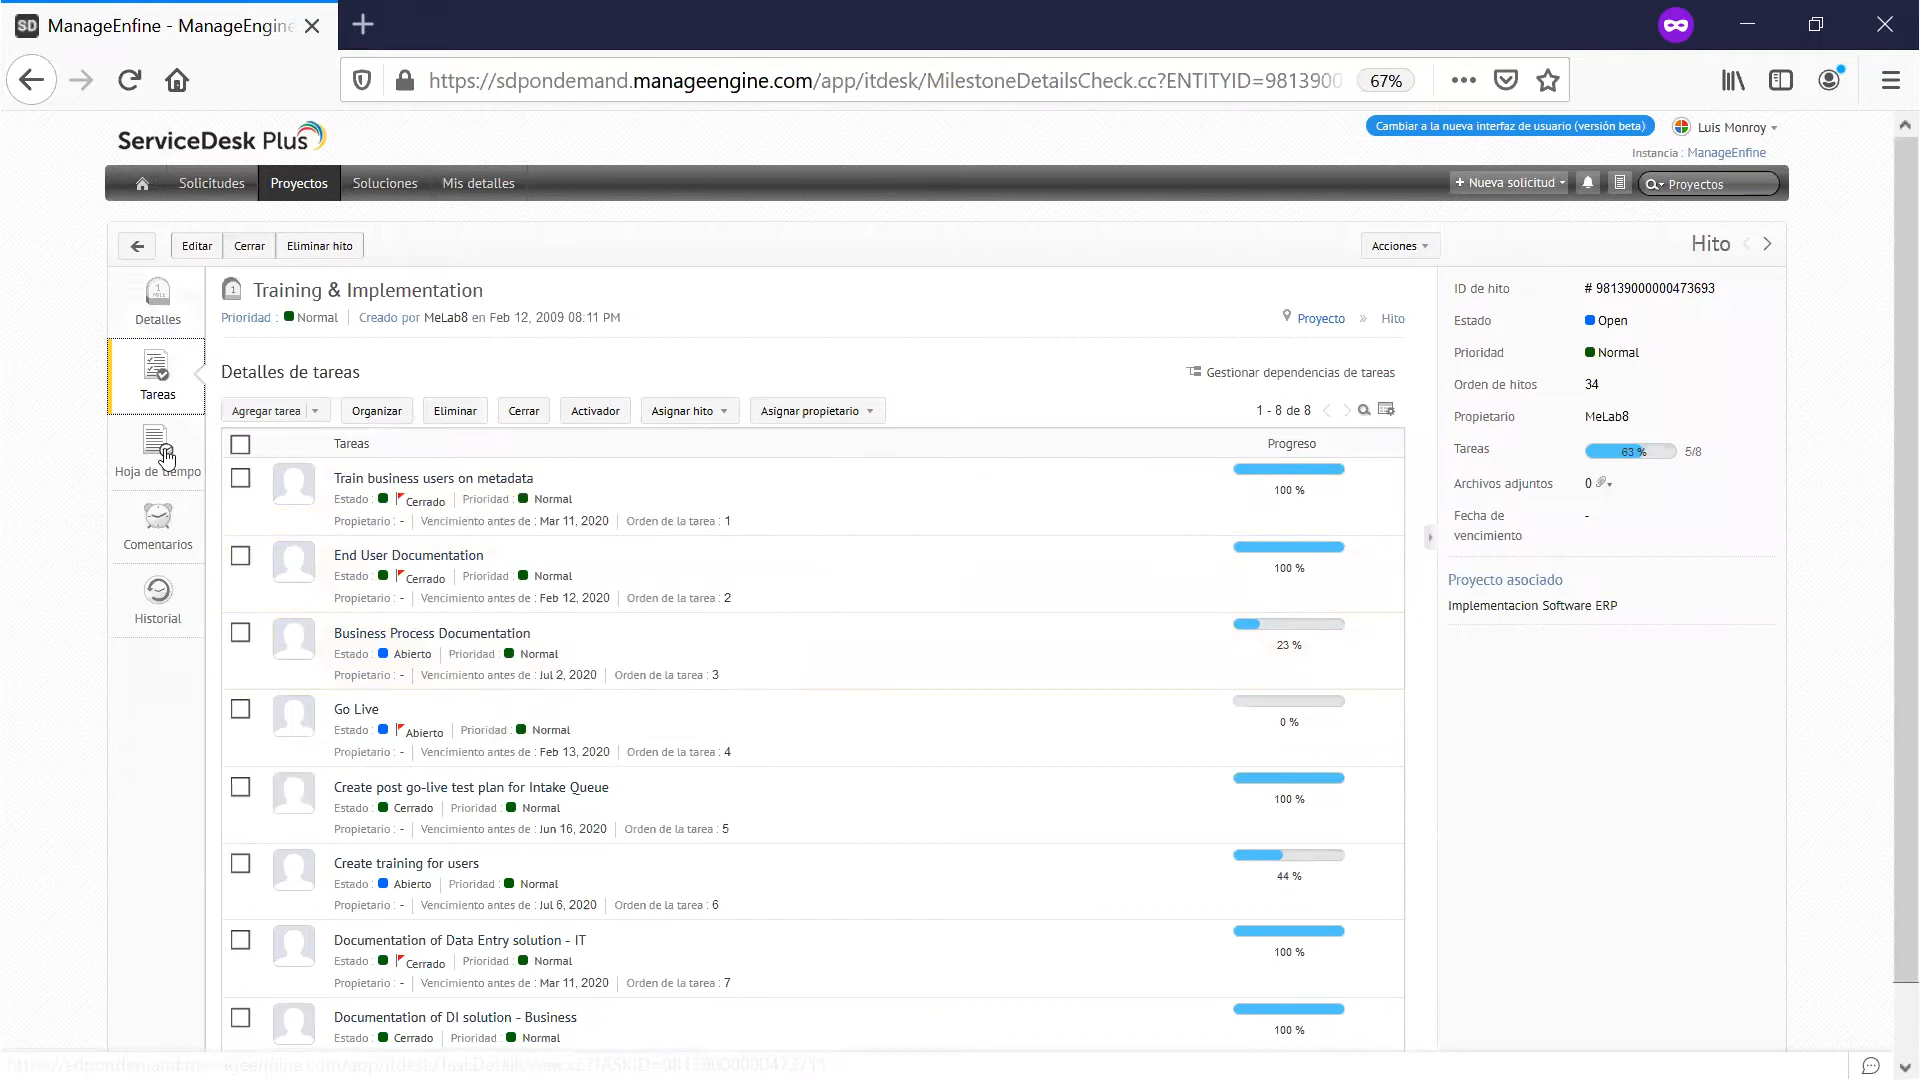 SD ManageEnfine - ManageEngine
https://sdpondemand.manageengine.com/app/itdesk/MilestoneDetailsCheck.cc?ENTITYID=9813900 67%
ServiceDesk Plus
Cambiar a la nueva interfaz de usuario (versión beta) Luis Monroy
Instancia : ManageEnfine
Solicitudes Proyectos Soluciones Mis detalles + Nueva solicitud Proyectos
Editar Cerrar Eliminar hito Acciones Hito
Detalles
Tareas
Hoja de tiempo
Comentarios
Historial
Training & Implementation
Prioridad : Normal Creado por MeLab8 en Feb 12, 2009 08:11 PM Proyecto » Hito
Detalles de tareas Gestionar dependencias de tareas
Agregar tarea Organizar Eliminar Cerrar Activador Asignar hito Asignar propietario 1 - 8 de 8
Tareas Progreso
Train business users on metadata
Estado : Cerrado Prioridad : Normal 100 %
Propietario : - Vencimiento antes de : Mar 11, 2020 Orden de la tarea : 1
End User Documentation
Estado : Cerrado Prioridad : Normal 100 %
Propietario : - Vencimiento antes de : Feb 12, 2020 Orden de la tarea : 2
Business Process Documentation
Estado : Abierto Prioridad : Normal 23 %
Propietario : - Vencimiento antes de : Jul 2, 2020 Orden de la tarea : 3
Go Live
Estado : Abierto Prioridad : Normal 0 %
Propietario : - Vencimiento antes de : Feb 13, 2020 Orden de la tarea : 4
Create post go-live test plan for Intake Queue
Estado : Cerrado Prioridad : Normal 100 %
Propietario : - Vencimiento antes de : Jun 16, 2020 Orden de la tarea : 5
Create training for users
Estado : Abierto Prioridad : Normal 44 %
Propietario : - Vencimiento antes de : Jul 6, 2020 Orden de la tarea : 6
Documentation of Data Entry solution - IT
Estado : Cerrado Prioridad : Normal 100 %
Propietario : - Vencimiento antes de : Mar 11, 2020 Orden de la tarea : 7
Documentation of DI solution - Business
Estado : Cerrado Prioridad : Normal 100 %
ID de hito # 98139000000473693
Estado Open
Prioridad Normal
Orden de hitos 34
Propietario MeLab8
Tareas 63 % 5/8
Archivos adjuntos 0
Fecha de vencimiento -
Proyecto asociado
Implementacion Software ERP